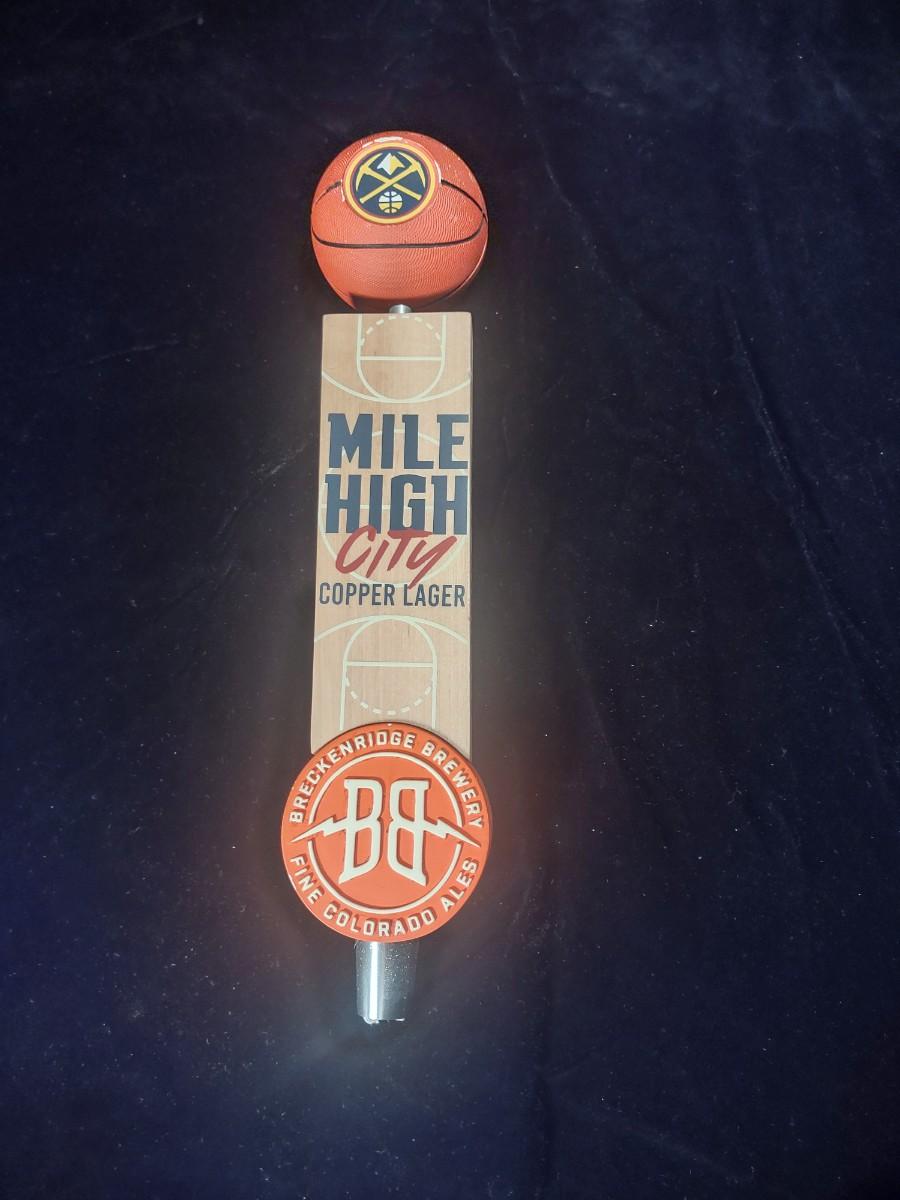 MILE
HIGH
CITY
COPPER LAGER
BRECKENRIDGE BREWERY
BB
FINE COLORADO ALES